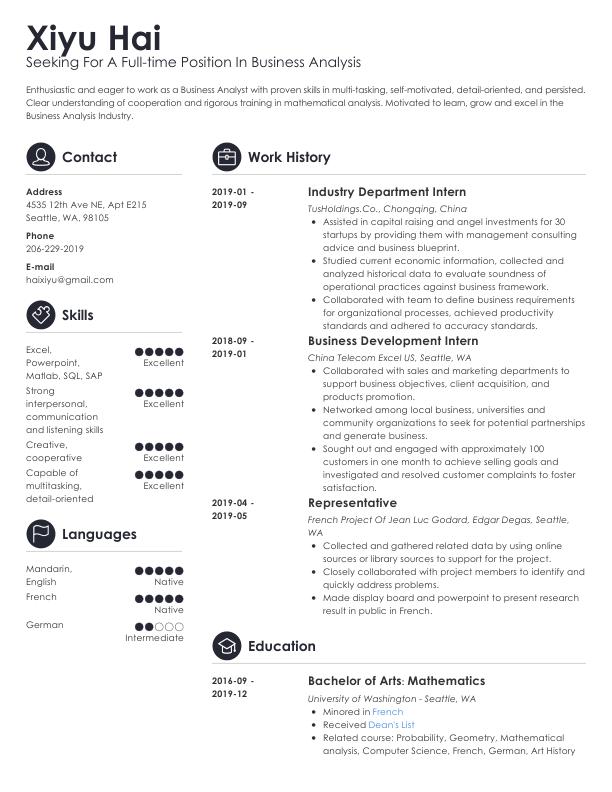 Xiyu Hai
Seeking For A Full-time Position In Business Analysis
Enthusiastic and eager to work as a Business Analyst with proven skills in multi-tasking, self-motivated, detail-oriented, and persisted.
Clear understanding of cooperation and rigorous training in mathematical analysis. Motivated to learn, grow and excel in the
Business Analysis Industry.
Contact
Address
4535 12th Ave NE, Apt E215
Seattle, WA, 98105
Phone
206-229-2019
E-mail
haixiyu@gmail.com
Skills
Excel,
Powerpoint,
Matlab, SQL, SAP
Excellent
Strong
interpersonal,
communication
and listening skills
Excellent
Creative,
cooperative
Excellent
Capable of
multitasking,
detail-oriented
Excellent
Languages
Mandarin,
English
Native
French
Native
German
Intermediate
Work History
2019-01 -
2019-09
Industry Department Intern
TusHoldings.Co., Chongqing, China
• Assisted in capital raising and angel investments for 30
startups by providing them with management consulting
advice and business blueprint.
• Studied current economic information, collected and
analyzed historical data to evaluate soundness of
operational practices against business framework.
• Collaborated with team to define business requirements
for organizational processes, achieved productivity
standards and adhered to accuracy standards.
2018-09 -
2019-01
Business Development Intern
China Telecom Excel US, Seattle, WA
• Collaborated with sales and marketing departments to
support business objectives, client acquisition, and
products promotion.
• Networked among local business, universities and
community organizations to seek for potential partnerships
and generate business.
• Sought out and engaged with approximately 100
customers in one month to achieve selling goals and
investigated and resolved customer complaints to foster
satisfaction.
2019-04 -
2019-05
Representative
French Project Of Jean Luc Godard, Edgar Degas, Seattle,
WA
• Collected and gathered related data by using online
sources or library sources to support for the project.
• Closely collaborated with project members to identify and
quickly address problems.
• Made display board and powerpoint to present research
result in public in French.
Education
2016-09 -
2019-12
Bachelor of Arts: Mathematics
University of Washington - Seattle, WA
• Minored in French
• Received Dean's List
• Related course: Probability, Geometry, Mathematical
analysis, Computer Science, French, German, Art History